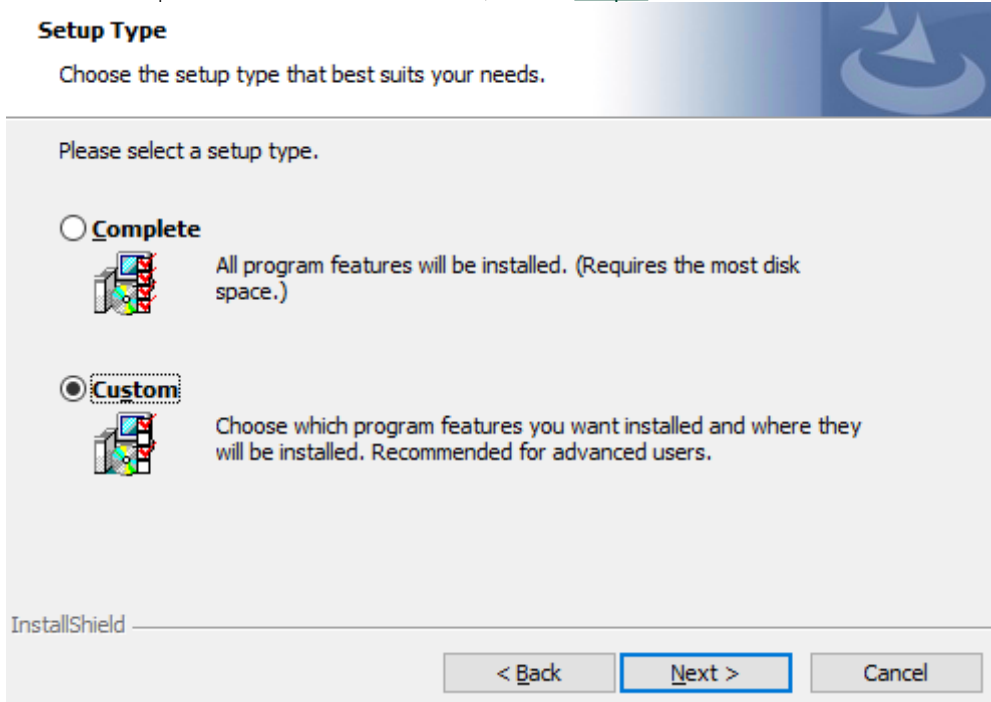 Setup Type
Choose the setup type that best suits your needs.
Please select a setup type.
Complete
All program features will be installed. (Requires the most disk
space.)
Custom
Choose which program features you want installed and where they
will be installed. Recommended for advanced users.
InstallShield
< Back
Next >
Cancel